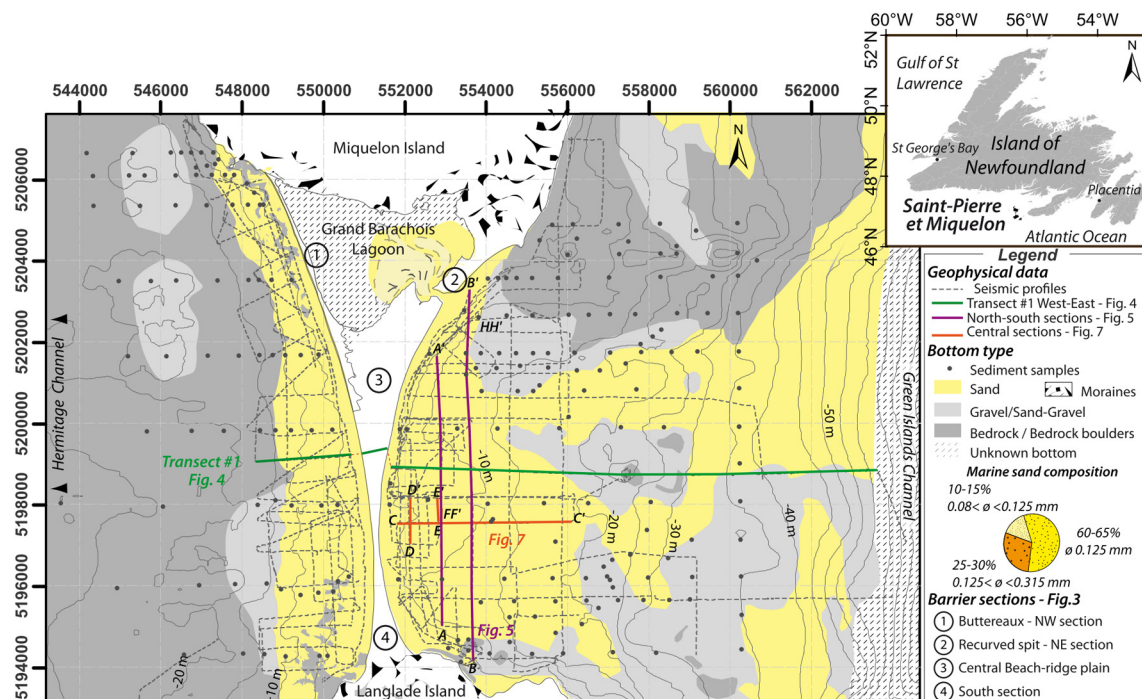 60°W 58°W 56°W 54°W
52°N
50°N
48°N
46°N
N
Gulf of St
Lawrence
St George's Bay
Island of
Newfoundland
Placentia
Saint-Pierre
et Miquelon
Atlantic Ocean
544000 546000 548000 550000 552000 554000 556000 558000 560000 562000
5206000
5204000
5202000
5200000
5198000
5196000
5194000
N
Miquelon Island
Grand Barachois
Lagoon
1
2
B'
HH'
A'
3
Hermitage Channel
Green Islands Channel
-50 m
Transect #1
Fig. 4
-10 m
D'
E'
C
FF'
C'
E
D
Fig. 7
-20 m
-30 m
-40 m
4
A
Fig. 5
B
-20 m
-10 m
Langlade Island
Legend
Geophysical data
Seismic profiles
Transect #1 West-East - Fig. 4
North-south sections - Fig. 5
Central sections - Fig. 7
Bottom type
Sediment samples
Sand
Moraines
Gravel/Sand-Gravel
Bedrock / Bedrock boulders
Unknown bottom
Marine sand composition
10-15%
0.08< ø <0.125 mm
60-65%
ø 0.125 mm
25-30%
0.125< ø <0.315 mm
Barrier sections - Fig.3
1 Buttereaux - NW section
2 Recurved spit - NE section
3 Central Beach-ridge plain
4 South section